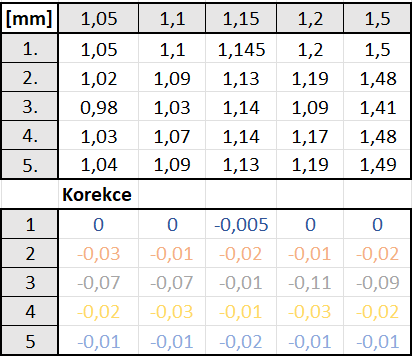 [mm] 1,05 1,1 1,15 1,2 1,5
1. 1,05 1,1 1,145 1,2 1,5
2. 1,02 1,09 1,13 1,19 1,48
3. 0,98 1,03 1,14 1,09 1,41
4. 1,03 1,07 1,14 1,17 1,48
5. 1,04 1,09 1,13 1,19 1,49
Korekce
1 0 0 -0,005 0 0
2 -0,03 -0,01 -0,02 -0,01 -0,02
3 -0,07 -0,07 -0,01 -0,11 -0,09
4 -0,02 -0,03 -0,01 -0,03 -0,02
5 -0,01 -0,01 -0,02 -0,01 -0,01